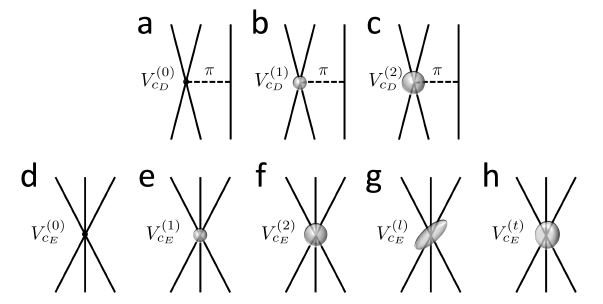 a b c
V_{c_D}^{(0)} π V_{c_D}^{(1)} π V_{c_D}^{(2)} π
d e f g h
V_{c_E}^{(0)} V_{c_E}^{(1)} V_{c_E}^{(2)} V_{c_E}^{(l)} V_{c_E}^{(t)}